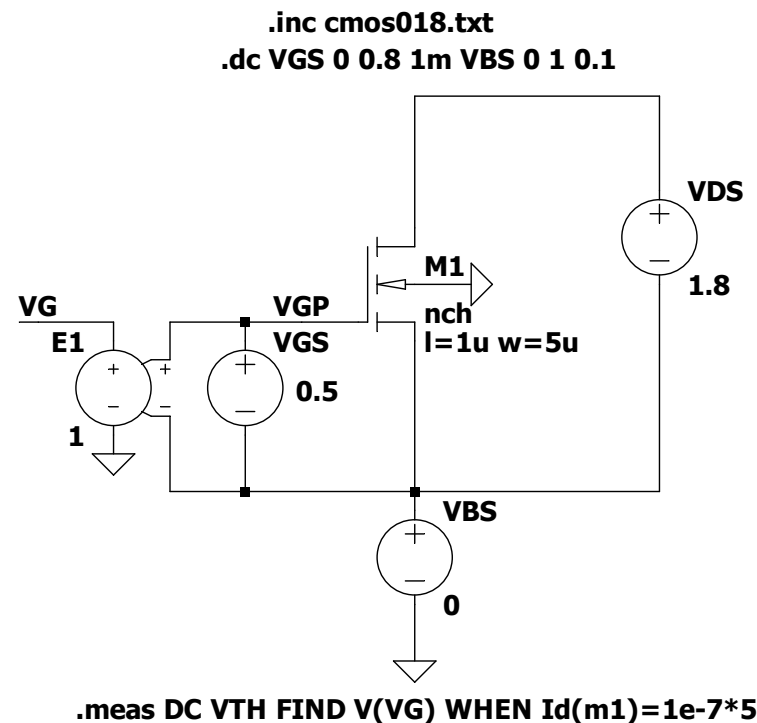 .inc cmos018.txt
.dc VGS 0 0.8 1m VBS 0 1 0.1
VDS
1.8
M1
nch
l=1u w=5u
VG
E1
1
VGP
VGS
0.5
VBS
0
.meas DC VTH FIND V(VG) WHEN Id(m1)=1e-7*5